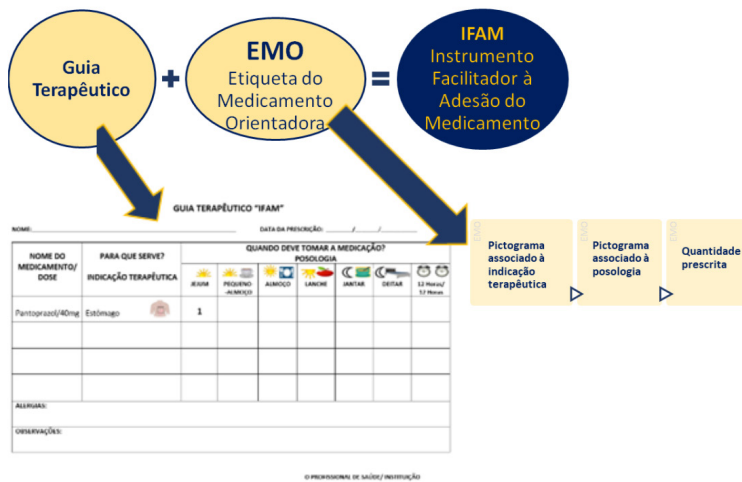 Guia
Terapêutico
+
EMO
Etiqueta do
Medicamento
Orientadora
=
IFAM
Instrumento
Facilitador à
Adesão do
Medicamento
GUIA TERAPÊUTICO "IFAM"
NOME:
DATA DA PRESCRIÇÃO: / /
NOME DO
MEDICAMENTO/
DOSE
PARA QUE SERVE?
INDICAÇÃO TERAPÊUTICA
QUANDO DEVE TOMAR A MEDICAÇÃO?
POSOLOGIA
JEJUM
PEQUENO
-ALMOÇO
ALMOÇO
LANCHE
JANTAR
DEITAR
12 Horas/
12 Horas
Pantoprazol/40mg
Estômago
1
ALERGIAS:
OBSERVAÇÕES:
O PROFISSIONAL DE SAÚDE/ INSTITUIÇÃO
Pictograma
associado à
indicação
terapêutica
Pictograma
associado à
posologia
Quantidade
prescrita